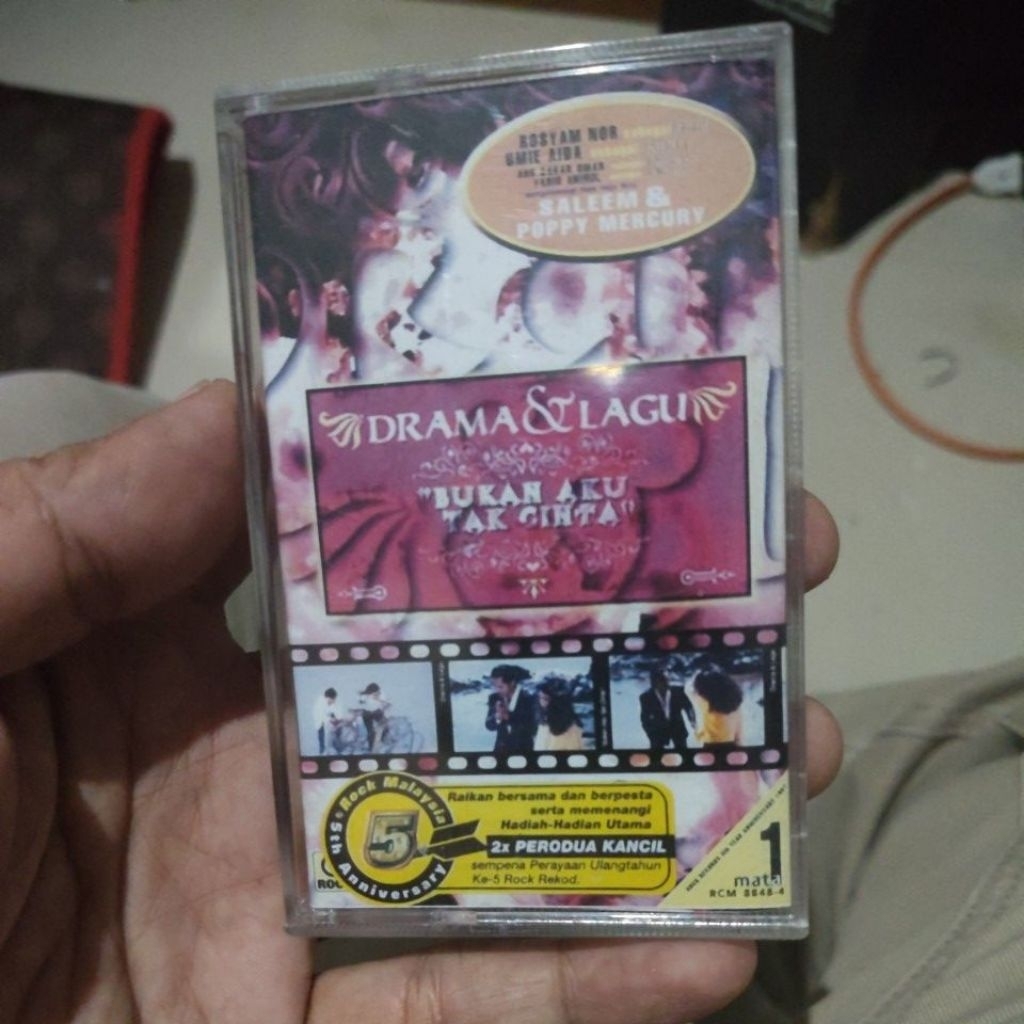 ROSYAM NOR sebagai
UMIE AIDA
SALEEM &
POPPY MERCURY
DRAMA & LAGU
"BUKAN AKU
TAK CINTA"
Rock Malaysia
5
5th Anniversary
Raikan bersama dan berpesta
serta memenangi
Hadiah-Hadian Utama
2x PERODUA KANCIL
sempena Perayaan Ulangtahun
Ke-5 Rock Rekod.
1
mata
RCM 8848-4